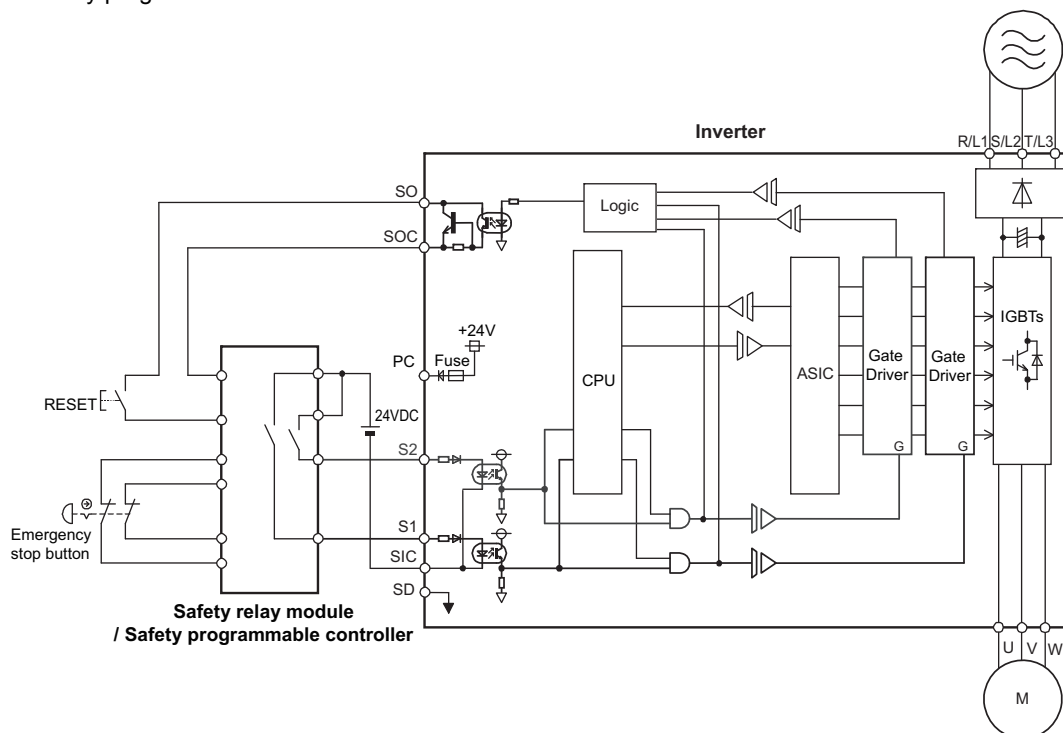 Inverter
R/L1 S/L2 T/L3
SO
Logic
SOC
+24V
PC
Fuse
IGBTs
CPU
ASIC
Gate
Driver
Gate
Driver
RESET
24VDC
S2
G
G
Emergency
stop button
S1
SIC
SD
Safety relay module
/ Safety programmable controller
U
V
W
M